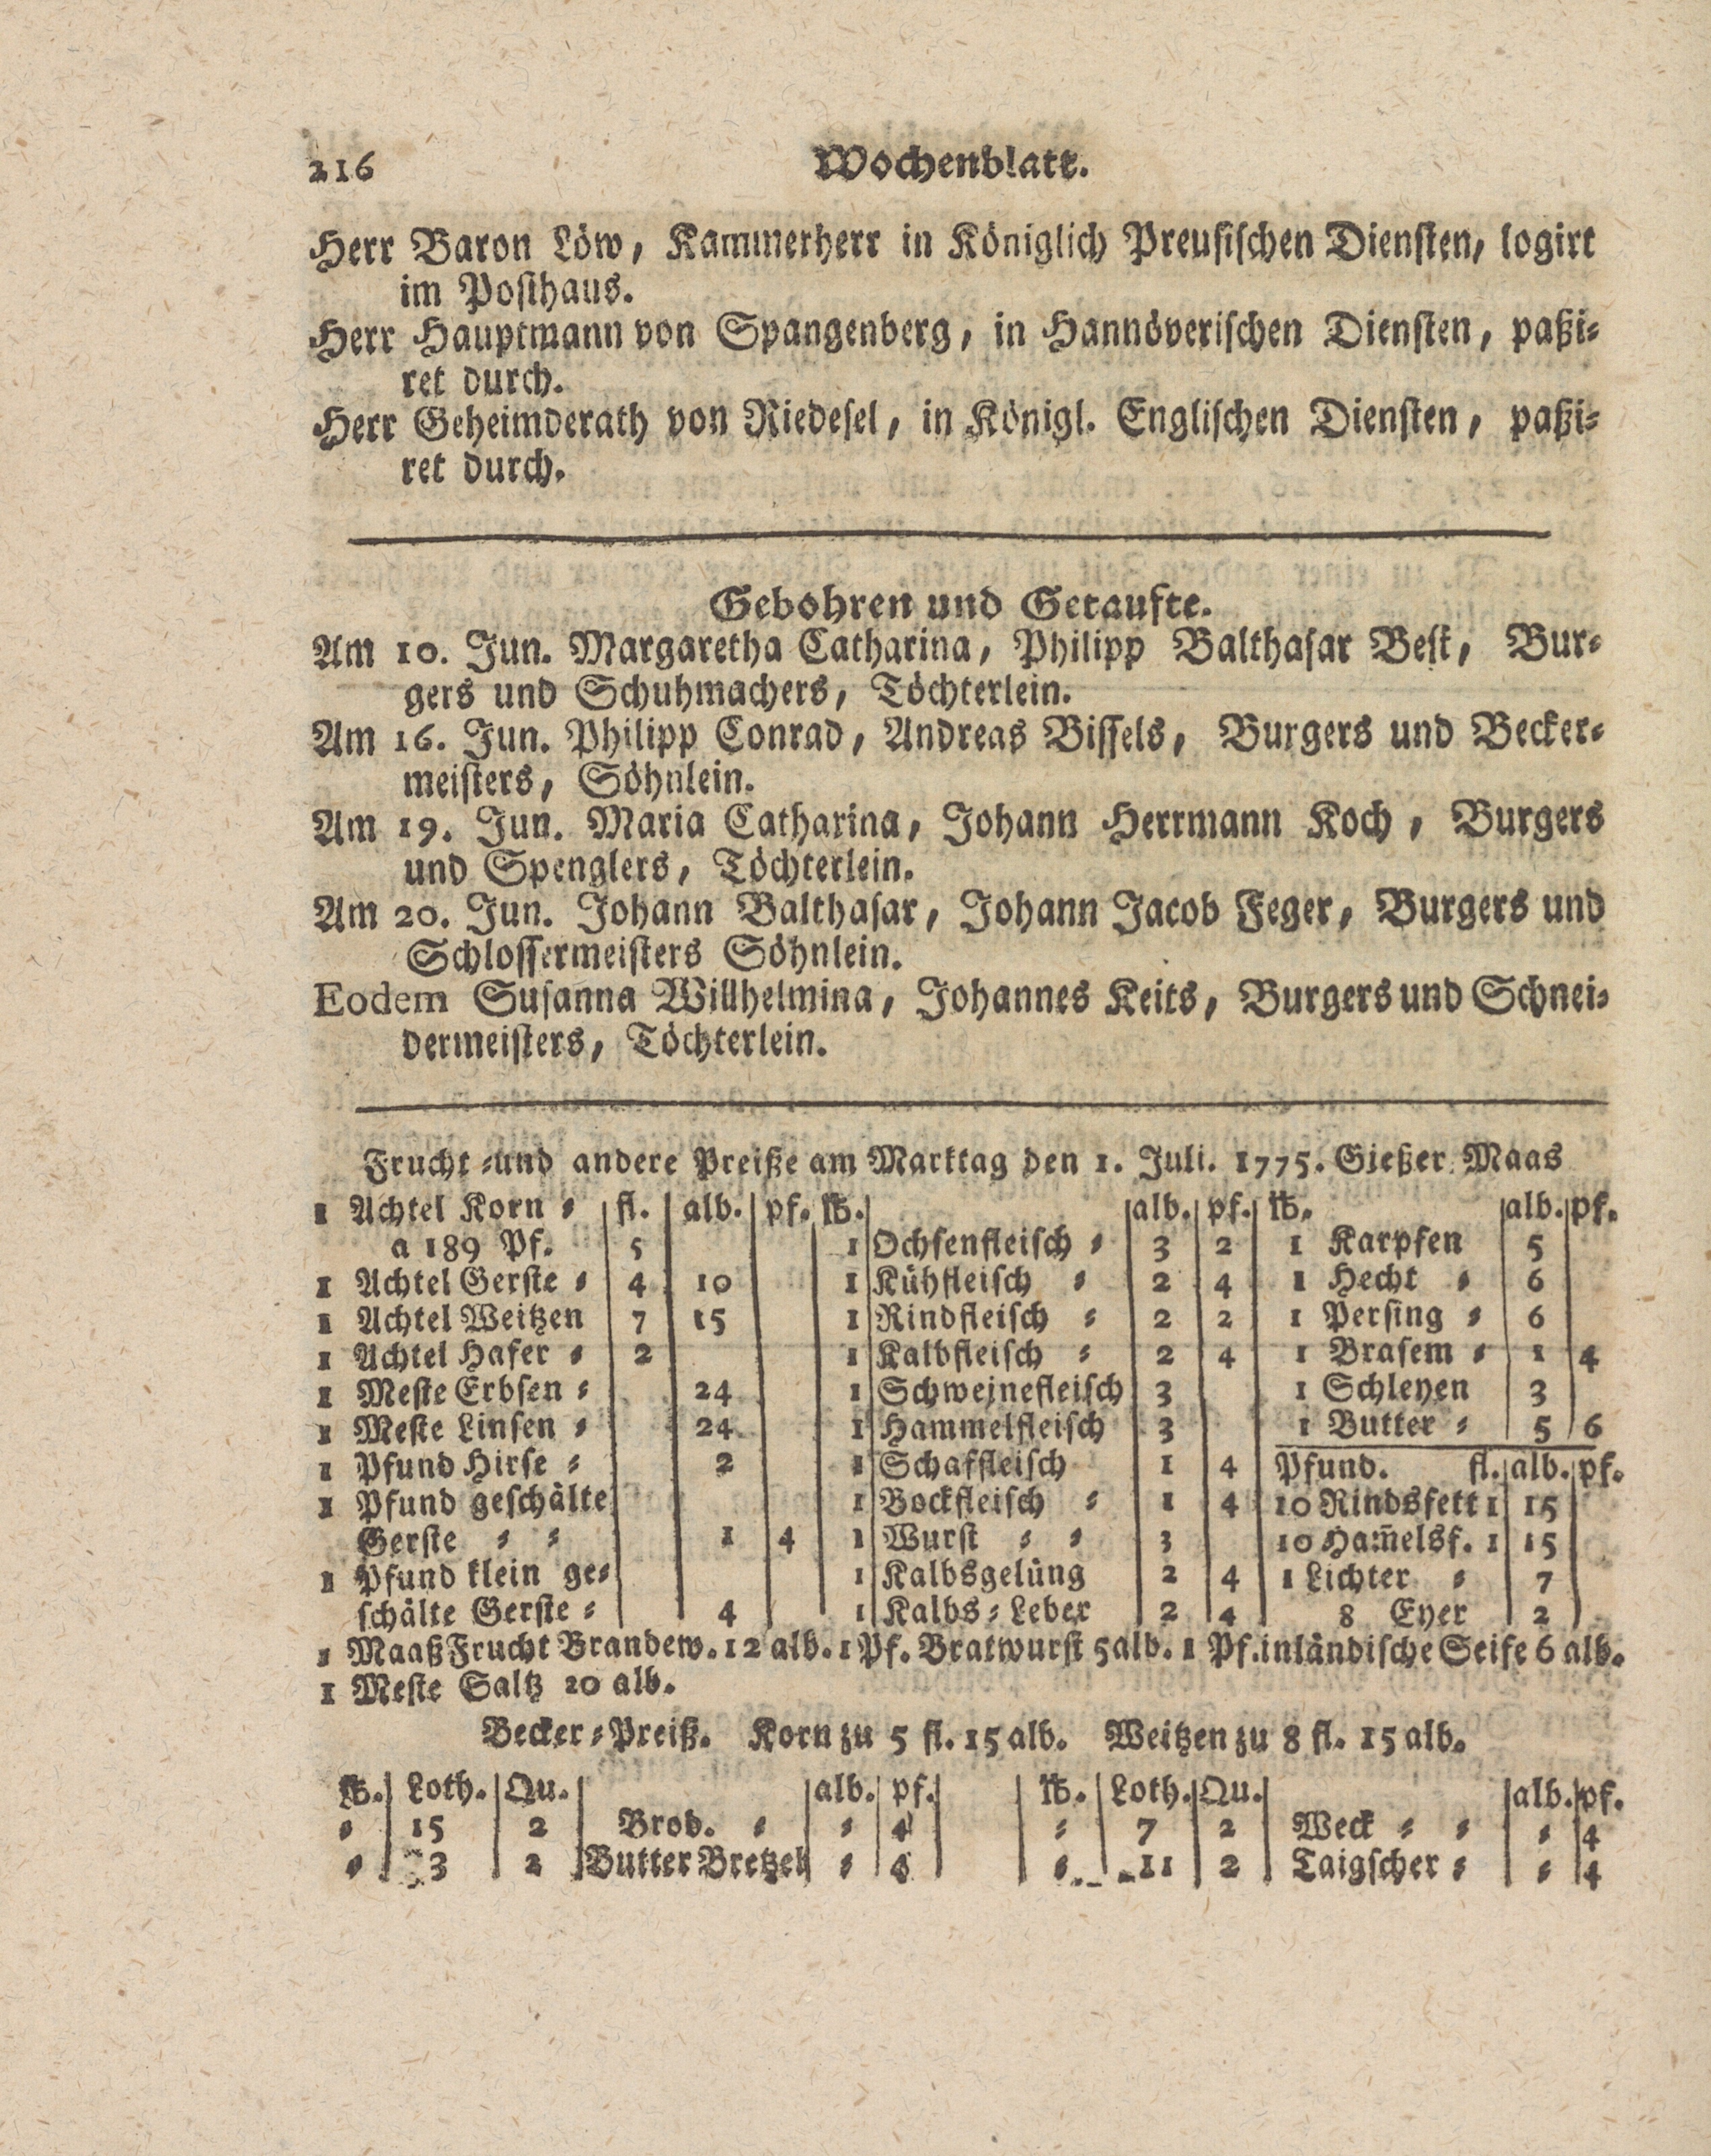 216 Wochenblatt.
Herr Baron Löw, Kammerherr in Königlich Preusischen Diensten, logirt
im Posthaus.
Herr Hauptmann von Spangenberg, in Hannöverischen Diensten, paßi-
ret durch.
Herr Geheimderath von Riedesel, in Königl. Englischen Diensten, paßi-
ret durch.
Gebohren und Getaufte.
Am 10. Jun. Margaretha Catharina, Philipp Balthasar Best, Bur-
gers und Schuhmachers, Töchterlein.
Am 16. Jun. Philipp Conrad, Andreas Bissels, Burgers und Becker-
meisters, Söhnlein.
Am 19. Jun. Maria Catharina, Johann Herrmann Koch, Burgers
und Spenglers, Töchterlein.
Am 20. Jun. Johann Balthasar, Johann Jacob Feger, Burgers und
Schlossermeisters Söhnlein.
Eodem Susanna Willhelmina, Johannes Keits, Burgers und Schnei-
dermeisters, Töchterlein.
Frucht-und andere Preiße am Marktag den 1. Juli. 1775. Gießer Maas
1 Achtel Korn - fl. alb. pf. ℔. alb. pf. ℔. alb. pf.
a 189 Pf. 5 1 Ochsenfleisch - 3 2 1 Karpfen 5
1 Achtel Gerste - 4 10 1 Kühfleisch - 2 4 1 Hecht - 6
1 Achtel Weitzen 7 15 1 Rindfleisch - 2 2 1 Persing - 6
1 Achtel Hafer - 2 1 Kalbfleisch - 2 4 1 Brasem - 1 4
1 Meste Erbsen - 24 1 Schweinefleisch 3 1 Schleyen 3
1 Meste Linsen - 24 1 Hammelfleisch 3 1 Butter - 5 6
1 Pfund Hirse - 2 1 Schaffleisch 1 4 Pfund. fl. alb. pf.
1 Pfund geschälte 1 Bockfleisch - 1 4 10 Rindsfett 1 15
Gerste - - 1 4 1 Wurst - - 3 10 Ham̄elsf. 1 15
1 Pfund klein ge- 1 Kalbsgelüng 2 4 1 Lichter - 7
schälte Gerste - 4 1 Kalbs-Leber 2 4 8 Eyer 2
1 Maaß Frucht Brandew. 12 alb. 1 Pf. Bratwurst 5 alb. 1 Pf. inländische Seife 6 alb.
1 Meste Saltz 20 alb.
Becker-Preiß. Korn zu 5 fl. 15 alb. Weitzen zu 8 fl. 15 alb.
℔. Loth. Qu. alb. pf. ℔. Loth. Qu. alb. pf.
- 15 2 Brod. - - 4 - 7 2 Weck - - - 4
- 3 2 Butter Bretzel - 4 - 11 2 Taigscher - - 4